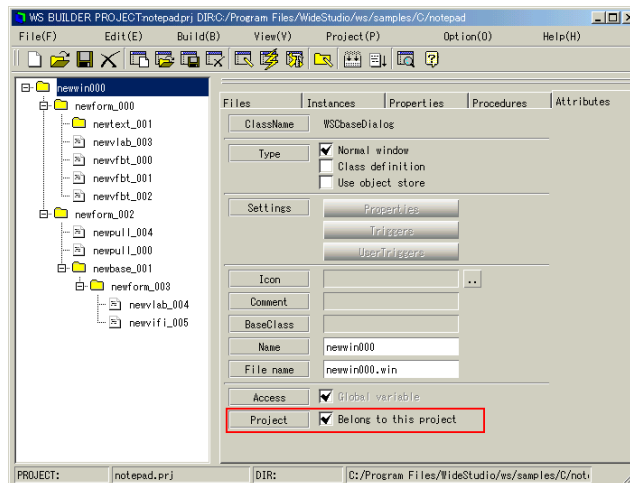 WS BUILDER PROJECT:notepad.prj DIR:C:/Program Files/WideStudio/ws/samples/C/notepad
File(F) Edit(E) Build(B) View(V) Project(P) Option(O) Help(H)
newwin000
newform_000
newtext_001
newvlab_003
newvfbt_000
newvfbt_001
newvfbt_002
newform_002
newpull_004
newpull_000
newbase_001
newform_003
newvlab_004
newvifi_005
Files Instances Properties Procedures Attributes
ClassName WSCbaseDialog
Type Normal window
Class definition
Use object store
Settings Properties
Triggers
UserTriggers
Icon ..
Comment
BaseClass
Name newwin000
File name newwin000.win
Access Global variable
Project Belong to this project
PROJECT: notepad.prj DIR: C:/Program Files/WideStudio/ws/samples/C/note